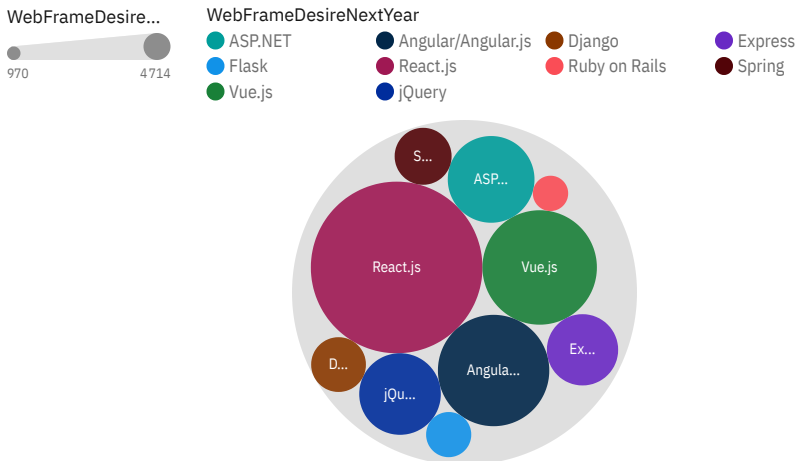 WebFrameDesire...
970
4714
WebFrameDesireNextYear
ASP.NET
Angular/Angular.js
Django
Express
Flask
React.js
Ruby on Rails
Spring
Vue.js
jQuery
S...
ASP...
React.js
Vue.js
Ex...
D...
Angula...
jQu...